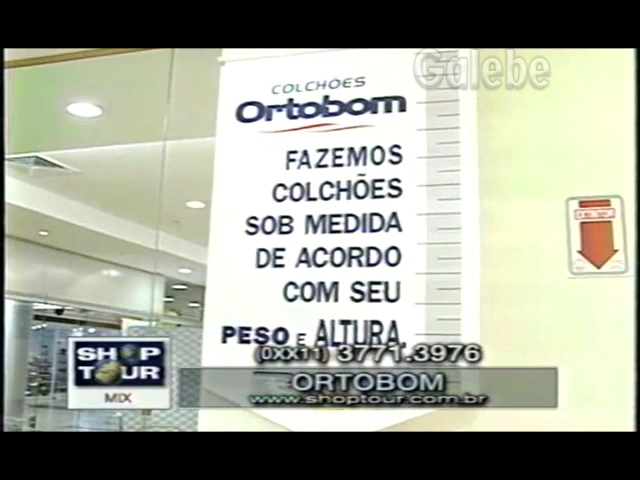 Galebe
COLCHÕES
Ortobom
FAZEMOS
COLCHÕES
SOB MEDIDA
DE ACORDO
COM SEU
PESO E ALTURA.
(0XX11) 3771.3976
SHOP
TOUR
MIX
ORTOBOM
www.shoptour.com.br